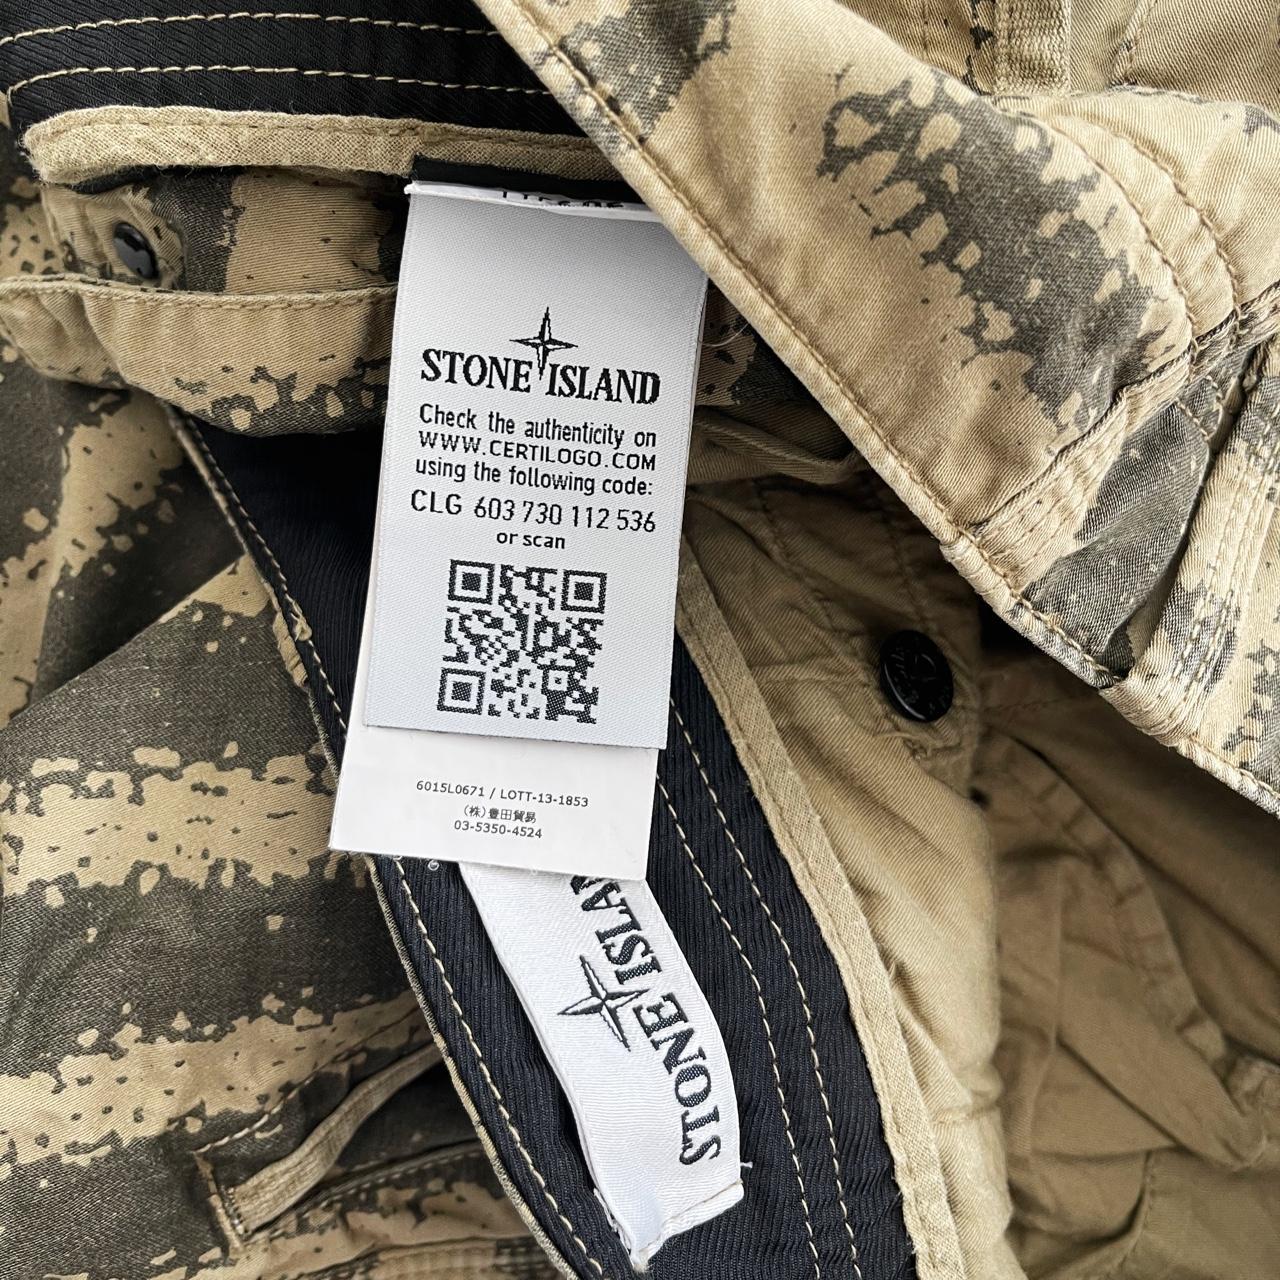 STONE ISLAND
Check the authenticity on
WWW.CERTILOGO.COM
using the following code:
CLG 603 730 112 536
or scan
6015L0671 / LOTT-13-1853
(株)豊田貿易
03-5350-4524
STONE ISLAN